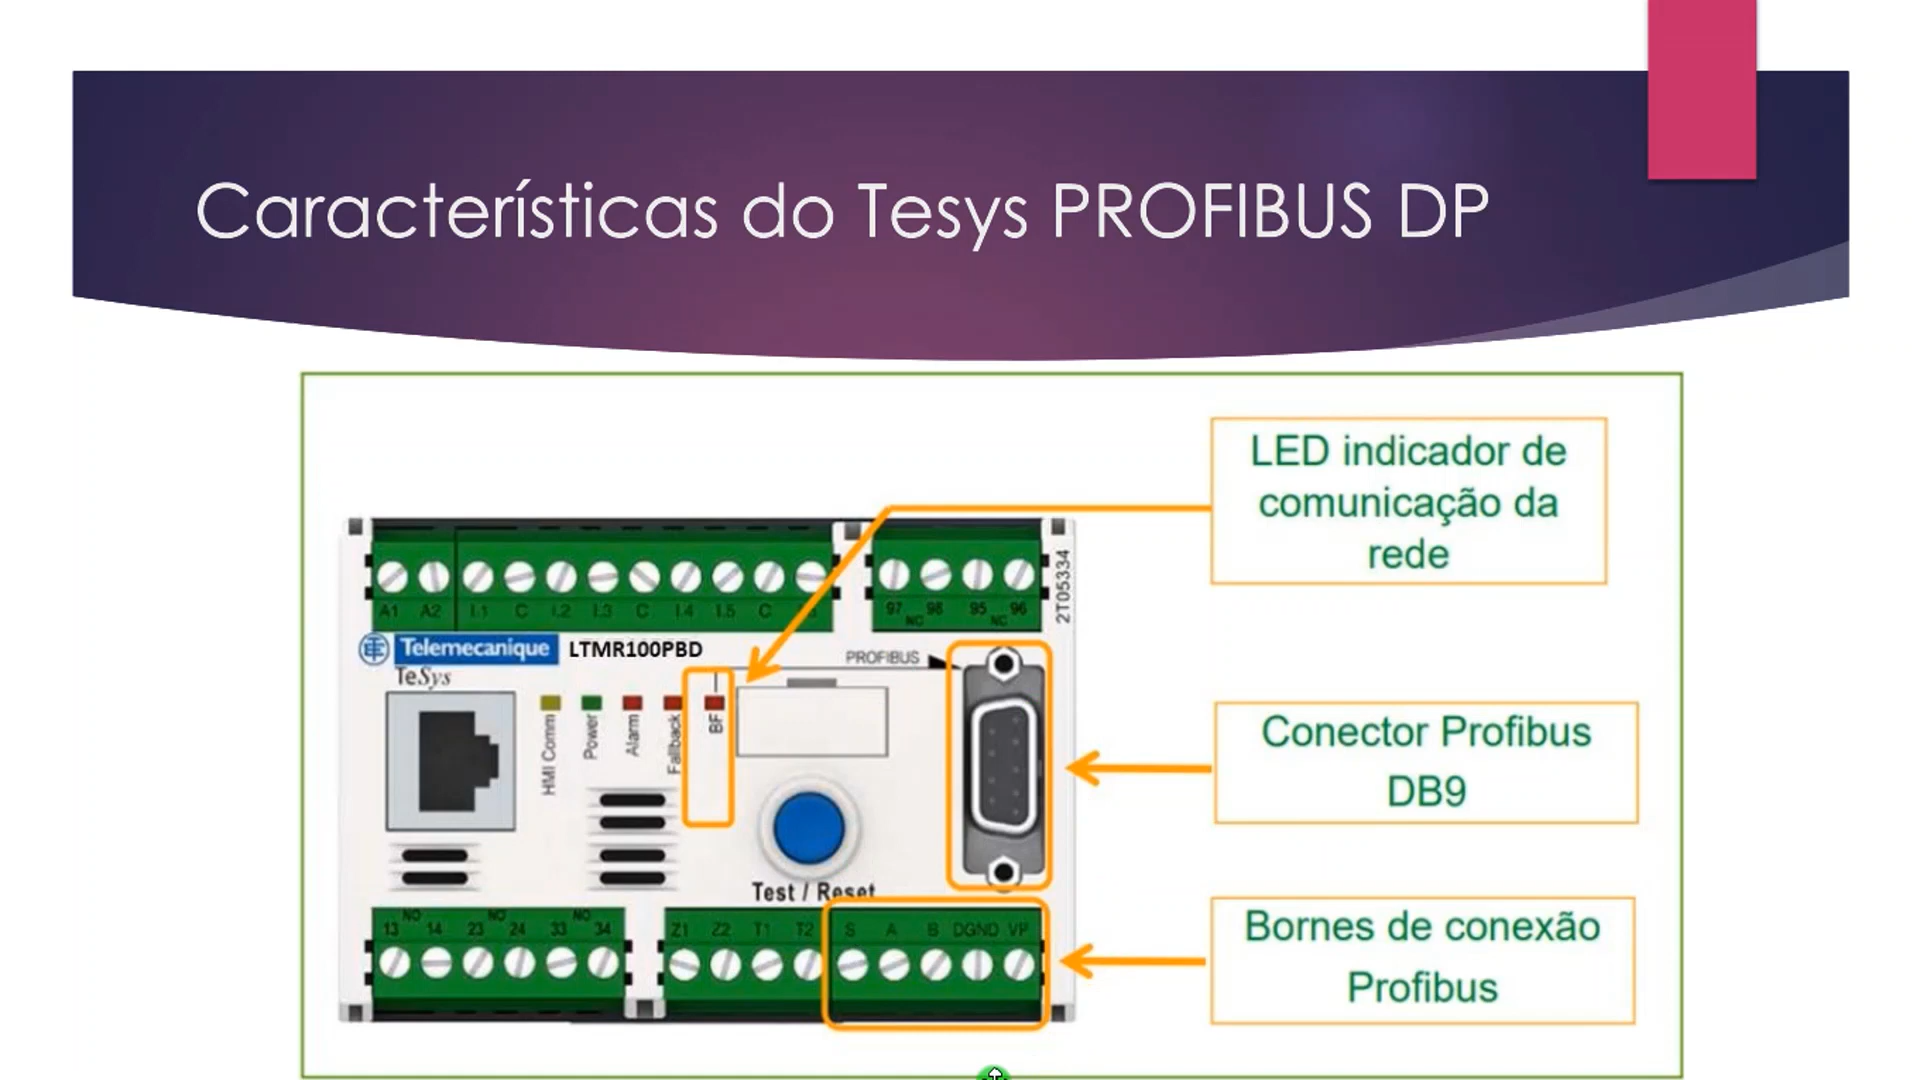 Características do Tesys PROFIBUS DP
LED indicador de
comunicação da
rede
A1 A2 I.1 C I.2 I.3 C I.4 I.5 C
97 98 95 96
NO NC
2T05334
Telemecanique LTMR100PBD
TeSys
PROFIBUS
HMI Comm
Power
Alarm
Fallback
BF
Conector Profibus
DB9
Test / Reset
NO NO NO
13 14 23 24 33 34
Z1 Z2 T1 T2 S A B DGND VP
Bornes de conexão
Profibus